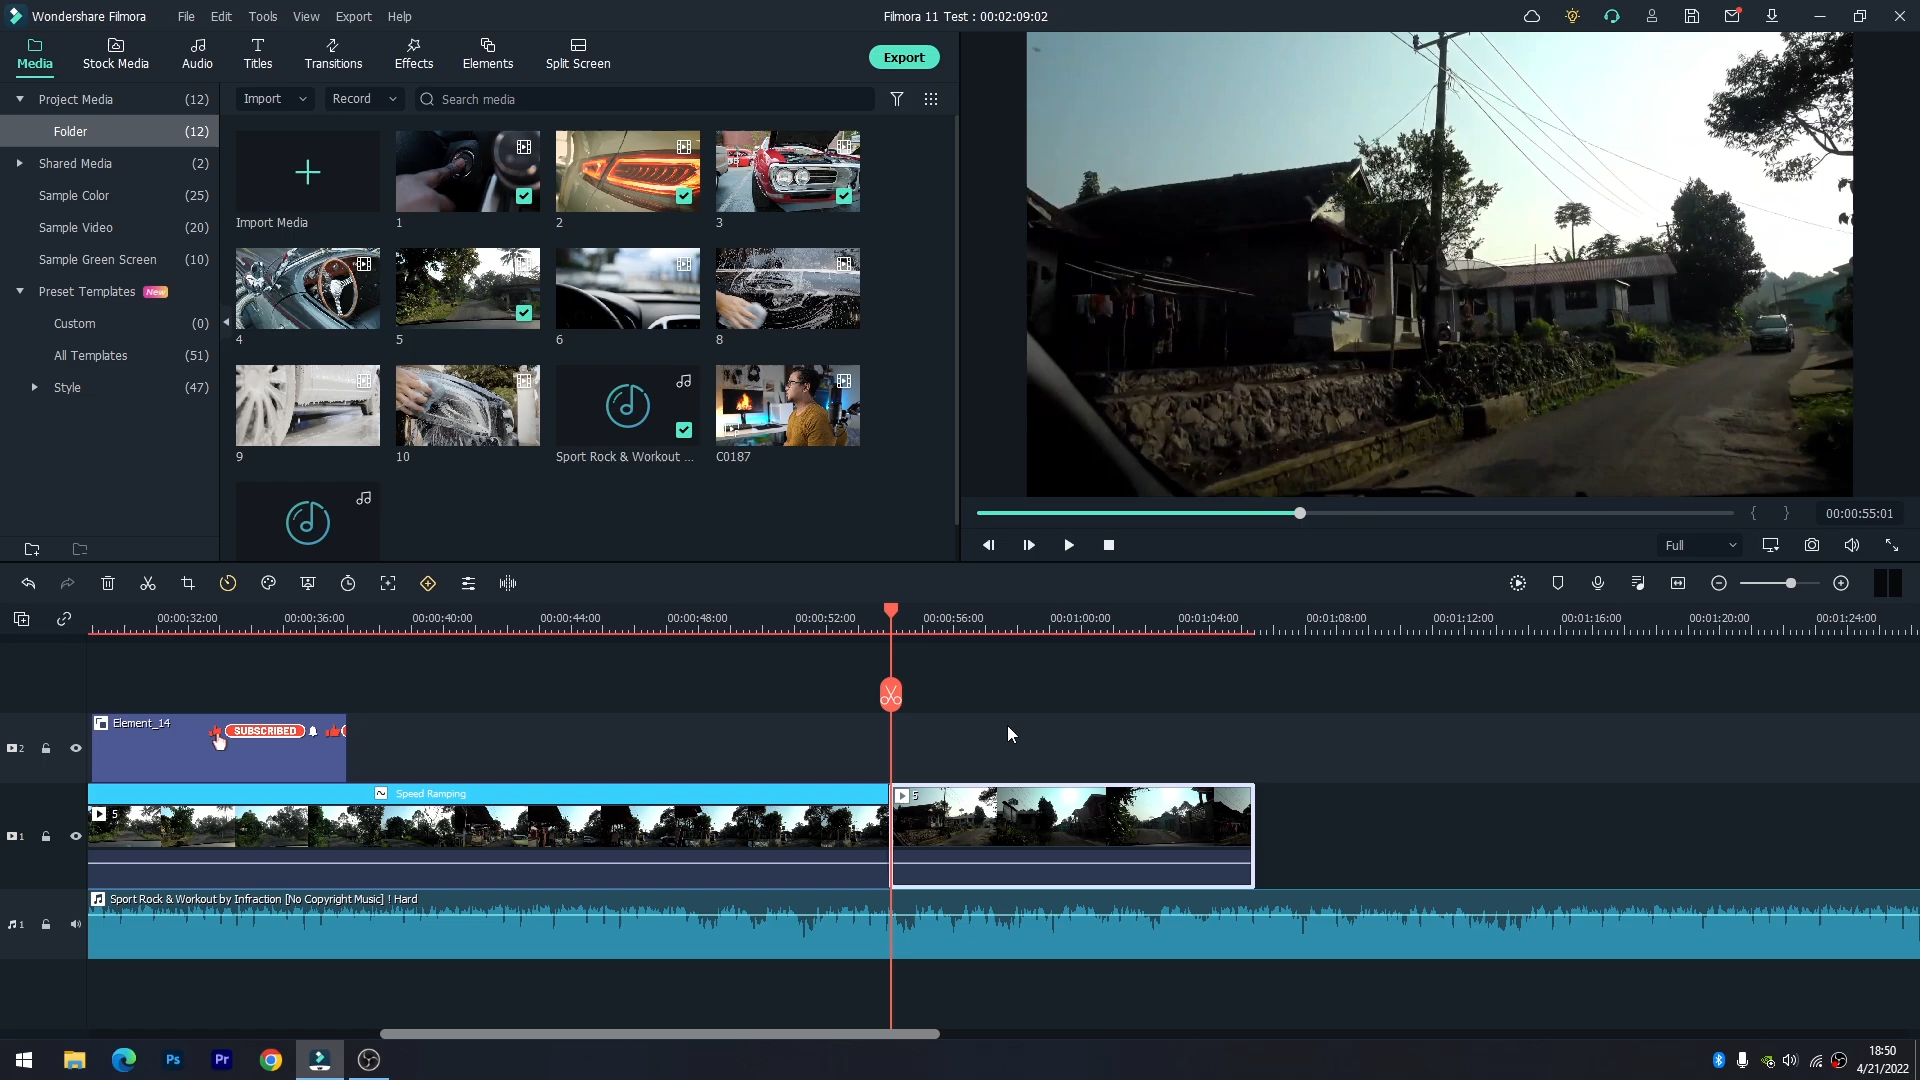 Wondershare Filmora File Edit Tools View Export Help Filmora 11 Test : 00:02:09:02
Media Stock Media Audio Titles Transitions Effects Elements Split Screen Export
Project Media (12)
Folder (12)
Shared Media (2)
Sample Color (25)
Sample Video (20)
Sample Green Screen (10)
Preset Templates New
Custom (0)
All Templates (51)
Style (47)
Import Record Search media
Import Media 1 2 3
4 5 6 8
9 10 Sport Rock & Workout ... C0187
{ } 00:00:55:01
Full
00:00:32:00 00:00:36:00 00:00:40:00 00:00:44:00 00:00:48:00 00:00:52:00 00:00:56:00 00:01:00:00 00:01:04:00 00:01:08:00 00:01:12:00 00:01:16:00 00:01:20:00 00:01:24:00
2 Element_14 SUBSCRIBED
Speed Ramping
5 5
1
Sport Rock & Workout by Infraction [No Copyright Music] ! Hard
1
Ps Pr
18:50
4/21/2022